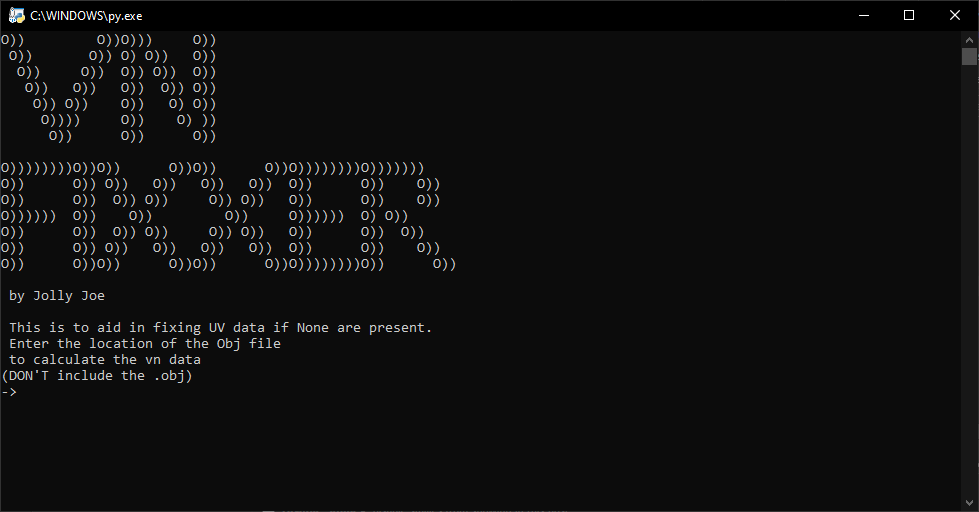 C:\WINDOWS\py.exe
O))         O))O)))     O))
 O))       O)) O) O))   O))
  O))     O))  O)) O))  O))
   O))   O))   O))  O)) O))
    O)) O))    O))   O) O))
     O))))     O))    O) ))
      O))      O))      O))
O))))))))O))O))      O))O))      O))O))))))))O)))))))
O))      O)) O))   O))   O))   O))  O))      O))    O))
O))      O))  O)) O))     O)) O))   O))      O))    O))
O))))))  O))    O))         O))     O))))))  O) O))
O))      O))  O)) O))     O)) O))   O))      O))  O))
O))      O)) O))   O))   O))   O))  O))      O))    O))
O))      O))O))      O))O))      O))O))))))))O))      O))
by Jolly Joe
This is to aid in fixing UV data if None are present.
Enter the location of the Obj file
to calculate the vn data
(DON'T include the .obj)
->